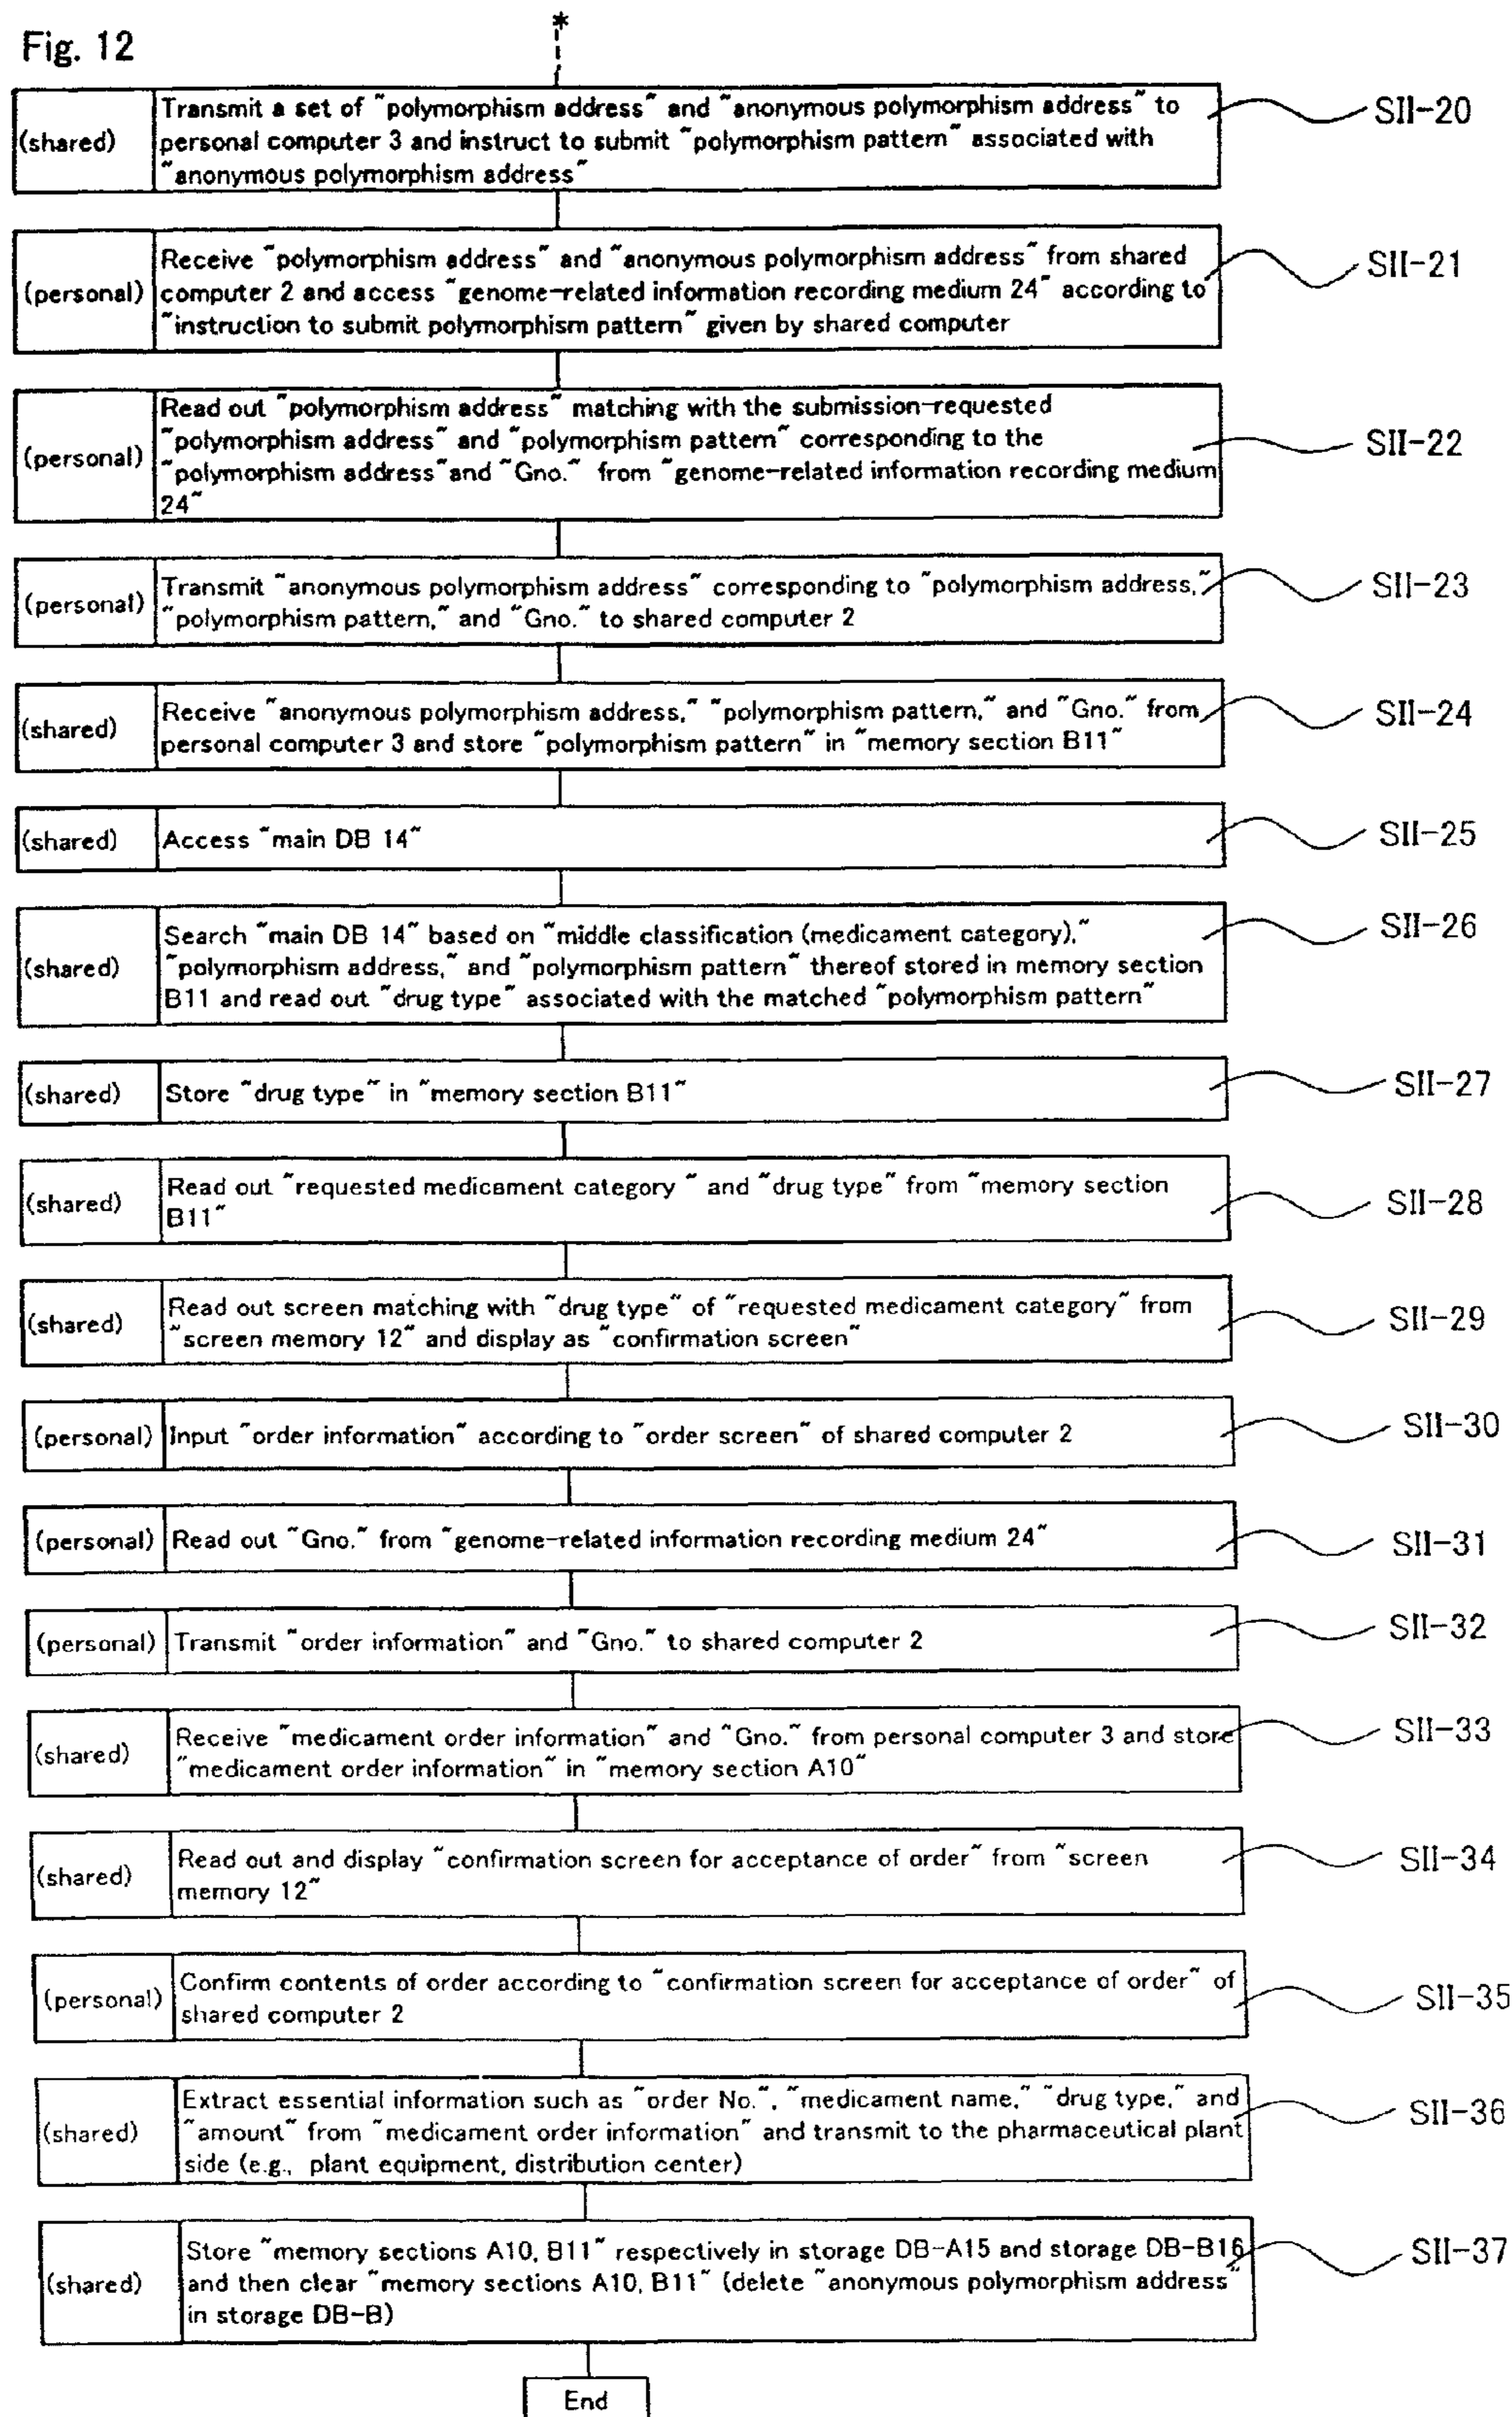 Fig. 12
*
(shared)
Transmit a set of "polymorphism address" and "anonymous polymorphism address" to
personal computer 3 and instruct to submit "polymorphism pattern" associated with
"anonymous polymorphism address"
SII-20
(personal)
Receive "polymorphism address" and "anonymous polymorphism address" from shared
computer 2 and access "genome-related information recording medium 24" according to
"instruction to submit polymorphism pattern" given by shared computer
SII-21
(personal)
Read out "polymorphism address" matching with the submission-requested
"polymorphism address" and "polymorphism pattern" corresponding to the
"polymorphism address"and "Gno." from "genome-related information recording medium
24"
SII-22
(personal)
Transmit "anonymous polymorphism address" corresponding to "polymorphism address,"
"polymorphism pattern," and "Gno." to shared computer 2
SII-23
(shared)
Receive "anonymous polymorphism address," "polymorphism pattern," and "Gno." from
personal computer 3 and store "polymorphism pattern" in "memory section B11"
SII-24
(shared)
Access "main DB 14"
SII-25
(shared)
Search "main DB 14" based on "middle classification (medicament category),"
"polymorphism address," and "polymorphism pattern" thereof stored in memory section
B11 and read out "drug type" associated with the matched "polymorphism pattern"
SII-26
(shared)
Store "drug type" in "memory section B11"
SII-27
(shared)
Read out "requested medicament category " and "drug type" from "memory section
B11"
SII-28
(shared)
Read out screen matching with "drug type" of "requested medicament category" from
"screen memory 12" and display as "confirmation screen"
SII-29
(personal)
Input "order information" according to "order screen" of shared computer 2
SII-30
(personal)
Read out "Gno." from "genome-related information recording medium 24"
SII-31
(personal)
Transmit "order information" and "Gno." to shared computer 2
SII-32
(shared)
Receive "medicament order information" and "Gno." from personal computer 3 and store
"medicament order information" in "memory section A10"
SII-33
(shared)
Read out and display "confirmation screen for acceptance of order" from "screen
memory 12"
SII-34
(personal)
Confirm contents of order according to "confirmation screen for acceptance of order" of
shared computer 2
SII-35
(shared)
Extract essential information such as "order No.", "medicament name," "drug type," and
"amount" from "medicament order information" and transmit to the pharmaceutical plant
side (e.g., plant equipment, distribution center)
SII-36
(shared)
Store "memory sections A10, B11" respectively in storage DB-A15 and storage DB-B16
and then clear "memory sections A10, B11" (delete "anonymous polymorphism address"
in storage DB-B)
SII-37
End